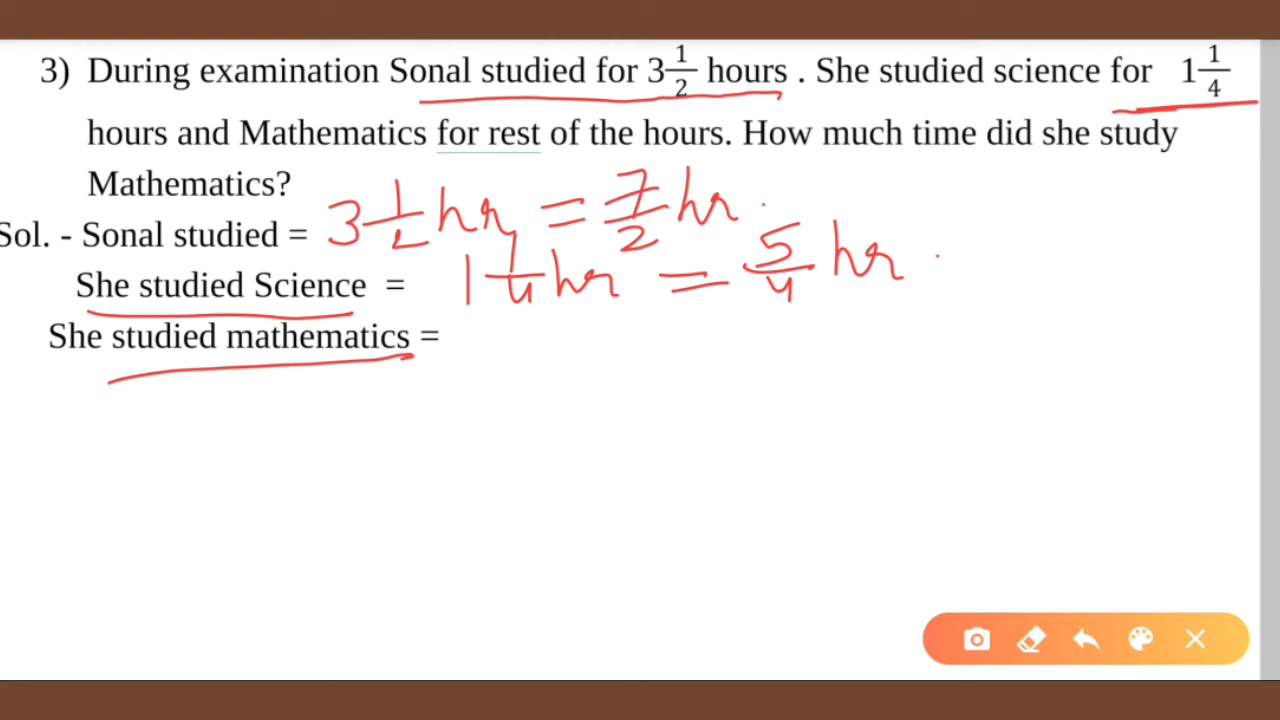 3) During examination Sonal studied for 3 1/2 hours . She studied science for 1 1/4
hours and Mathematics for rest of the hours. How much time did she study
Mathematics?
Sol. - Sonal studied = 3 1/2 hr = 7/2 hr.
She studied Science = 1 1/4 hr = 5/4 hr
She studied mathematics =